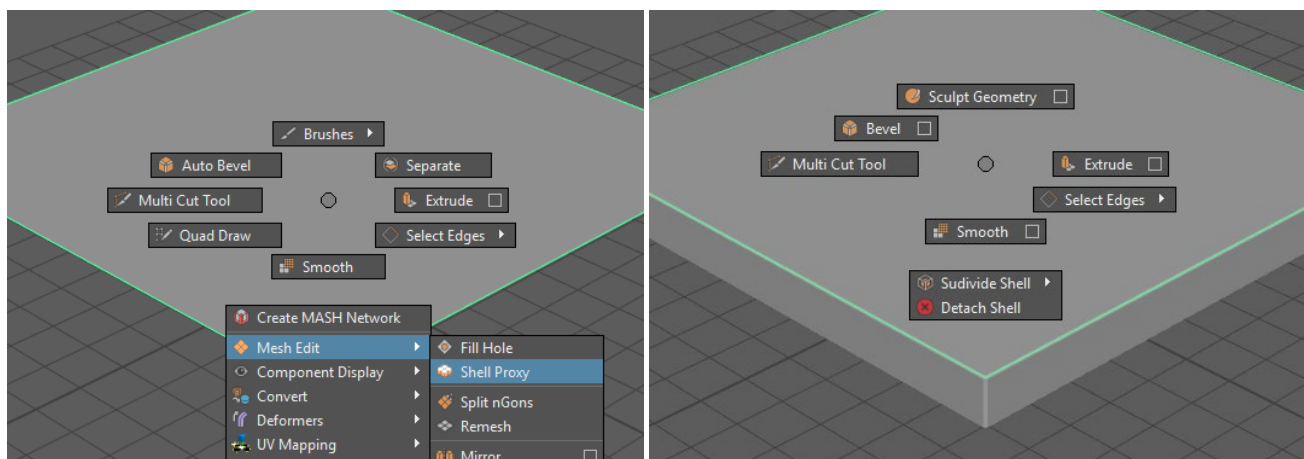 Brushes
Auto Bevel
Separate
Multi Cut Tool
Extrude
Quad Draw
Select Edges
Smooth
Create MASH Network
Mesh Edit
Component Display
Convert
Deformers
UV Mapping
Fill Hole
Shell Proxy
Split nGons
Remesh
Mirror
Sculpt Geometry
Bevel
Multi Cut Tool
Extrude
Select Edges
Smooth
Sudivide Shell
Detach Shell